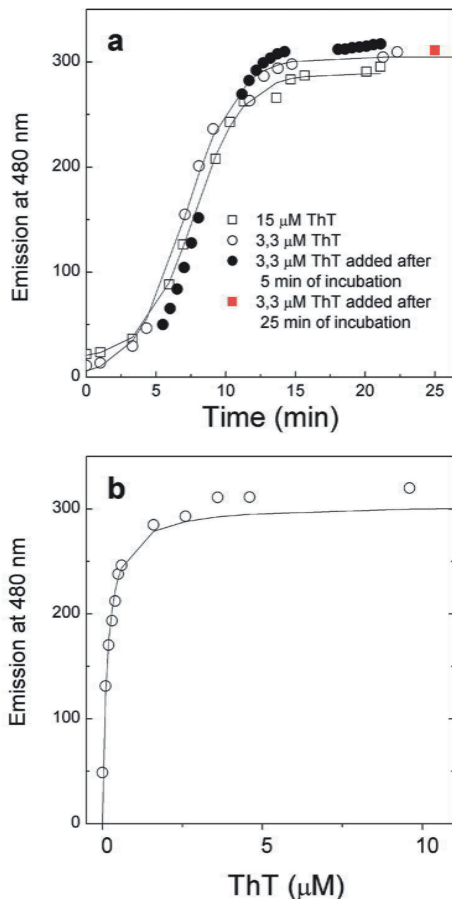 a
300
200
100
0
Emission at 480 nm
15 μM ThT
3,3 μM ThT
3,3 μM ThT added after
5 min of incubation
3,3 μM ThT added after
25 min of incubation
0 5 10 15 20 25
Time (min)
b
300
200
100
0
Emission at 480 nm
0 5 10
ThT (μM)